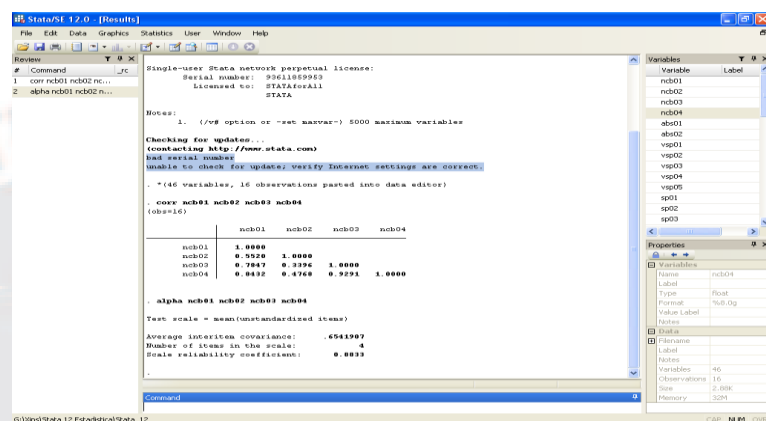 Stata/SE 12.0 - [Results]
File Edit Data Graphics Statistics User Window Help
Review
# Command _rc
1 corr ncb01 ncb02 nc...
2 alpha ncb01 ncb02 n...
Single-user Stata network perpetual license:
Serial number: 93611859953
Licensed to: STATAforAll
STATA
Notes:
1. (/v# option or -set maxvar-) 5000 maximum variables
Checking for updates...
(contacting http://www.stata.com)
bad serial number
unable to check for update; verify Internet settings are correct.
. *(46 variables, 16 observations pasted into data editor)
. corr ncb01 ncb02 ncb03 ncb04
(obs=16)
ncb01 ncb02 ncb03 ncb04
ncb01 1.0000
ncb02 0.5520 1.0000
ncb03 0.7847 0.3396 1.0000
ncb04 0.8432 0.4760 0.9291 1.0000
. alpha ncb01 ncb02 ncb03 ncb04
Test scale = mean(unstandardized items)
Average interitem covariance: .6541907
Number of items in the scale: 4
Scale reliability coefficient: 0.8833
.
Command
Variables
Variable Label
ncb01
ncb02
ncb03
ncb04
abs01
abs02
vsp01
vsp02
vsp03
vsp04
vsp05
sp01
sp02
sp03
Properties
Variables
Name ncb04
Label
Type float
Format %8.0g
Value Label
Notes
Data
Filename
Label
Notes
Variables 46
Observations 16
Size 2.88K
Memory 32M
G:\Xips\Stata 12 Estadistica\Stata_12
CAP NUM OVR